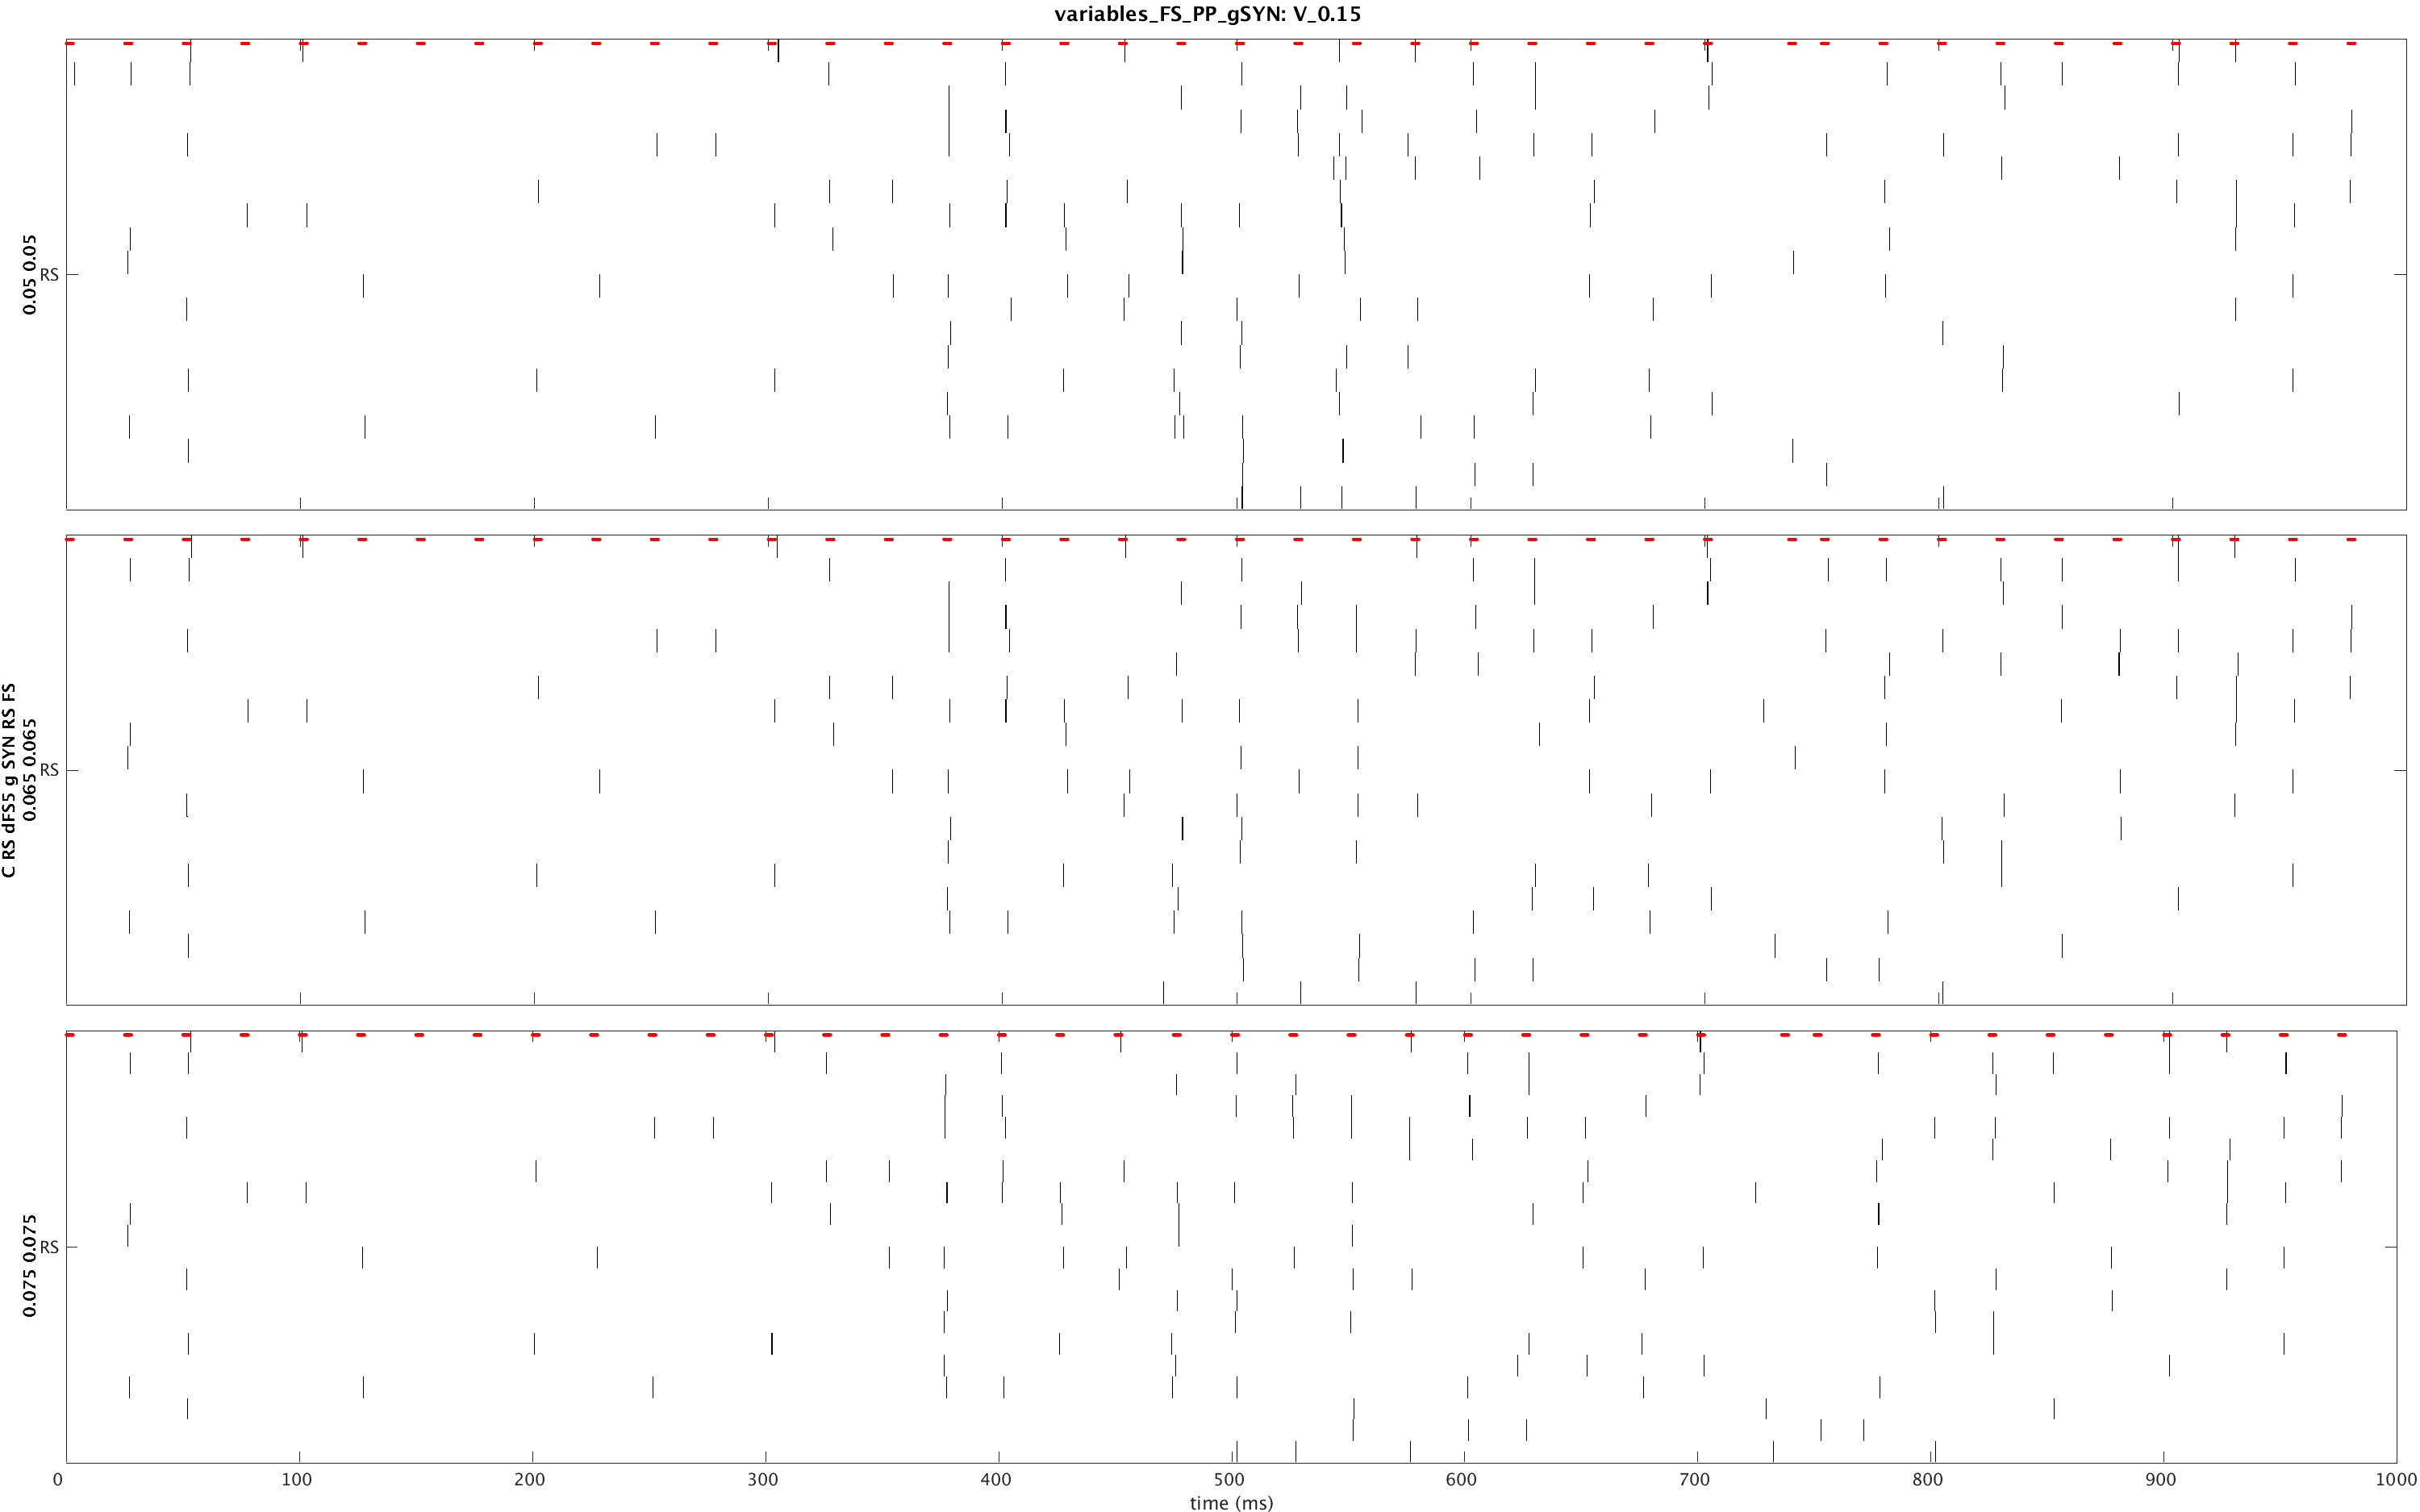 variables_FS_PP_gSYN: V_0.15
C RS dFS5 g SYN RS FS
0.05 0.05
RS
0.065 0.065
RS
0.075 0.075
RS
0 100 200 300 400 500 600 700 800 900 1000
time (ms)